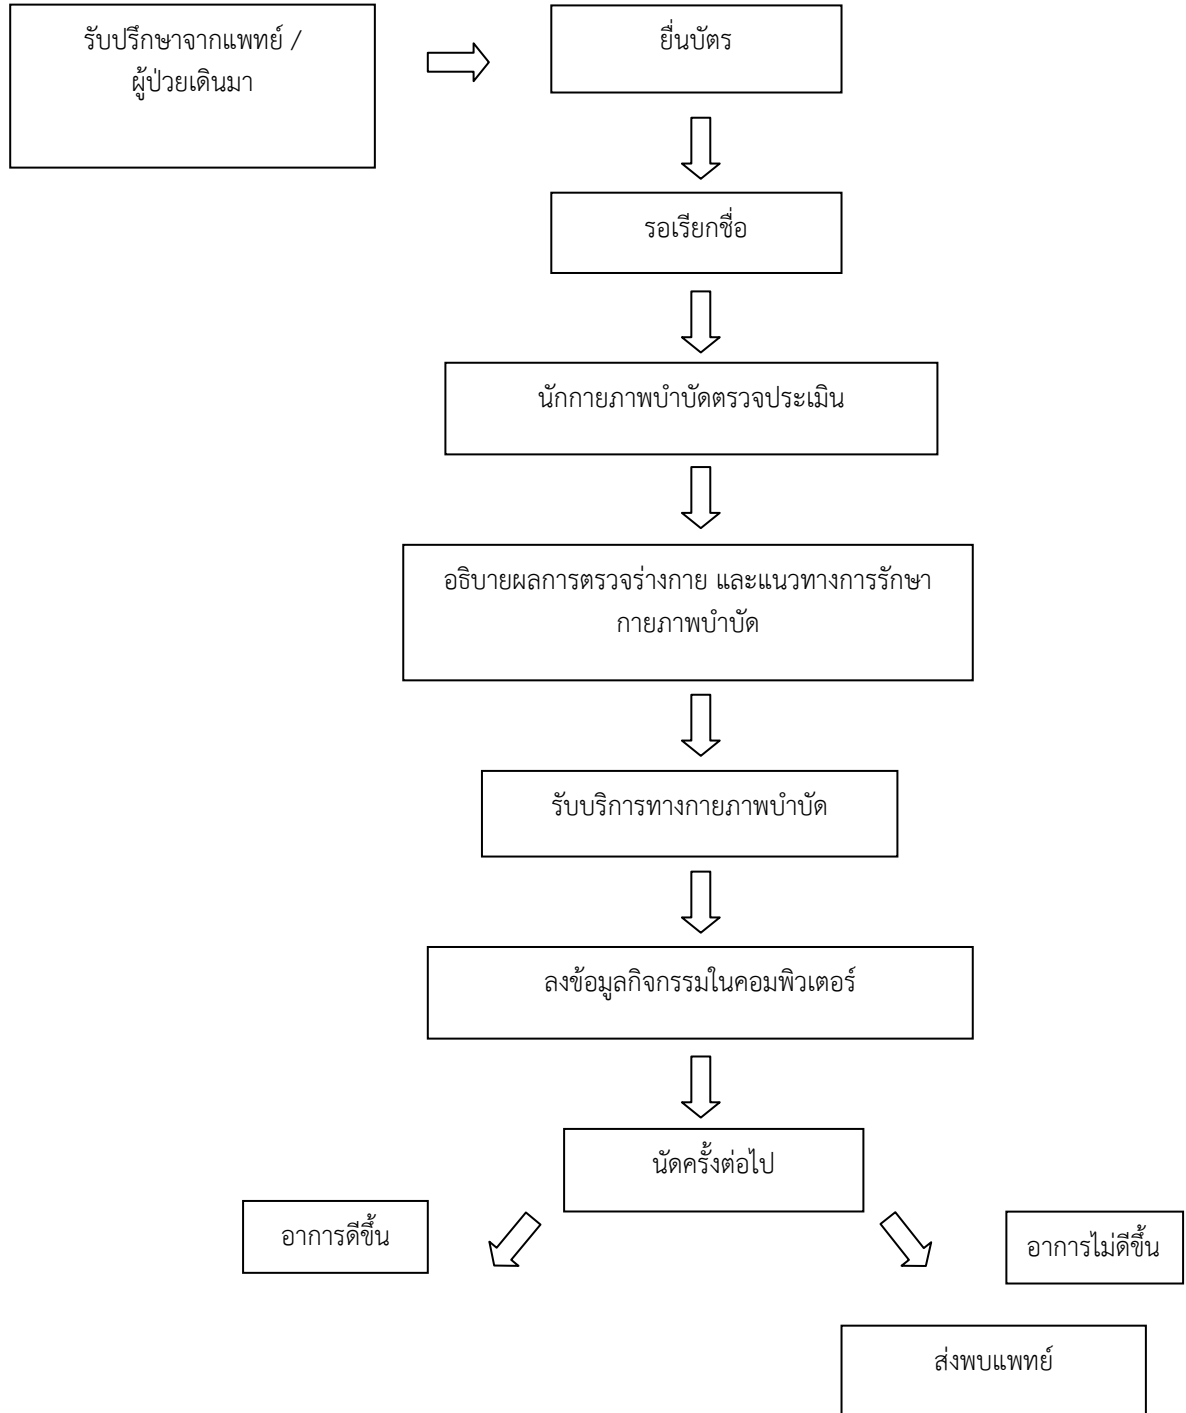 รับปรึกษาจากแพทย์ /
ผู้ป่วยเดินมา
ยื่นบัตร
รอเรียกชื่อ
นักกายภาพบำบัดตรวจประเมิน
อธิบายผลการตรวจร่างกาย และแนวทางการรักษา
กายภาพบำบัด
รับบริการทางกายภาพบำบัด
ลงข้อมูลกิจกรรมในคอมพิวเตอร์
นัดครั้งต่อไป
อาการดีขึ้น
อาการไม่ดีขึ้น
ส่งพบแพทย์